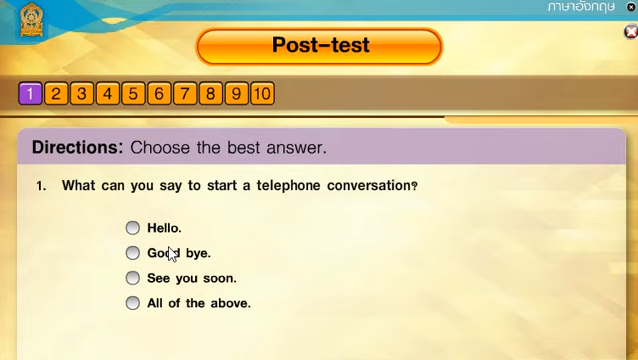 ภาษาอังกฤษ
Post-test
1 2 3 4 5 6 7 8 9 10
Directions: Choose the best answer.
1. What can you say to start a telephone conversation?
Hello.
Good bye.
See you soon.
All of the above.